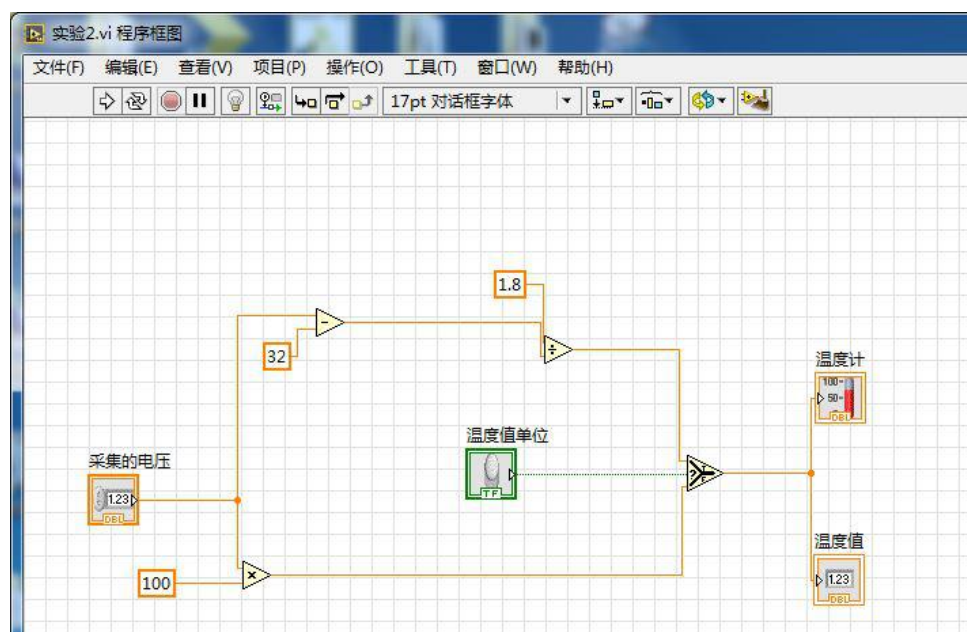 实验2.vi 程序框图
文件(F) 编辑(E) 查看(V) 项目(P) 操作(O) 工具(T) 窗口(W) 帮助(H)
17pt 对话框字体
1.8
-
32
÷
温度计
100-
50-
DBL
温度值单位
TF
采集的电压
1.23
DBL
?
T
F
温度值
1.23
DBL
100
×